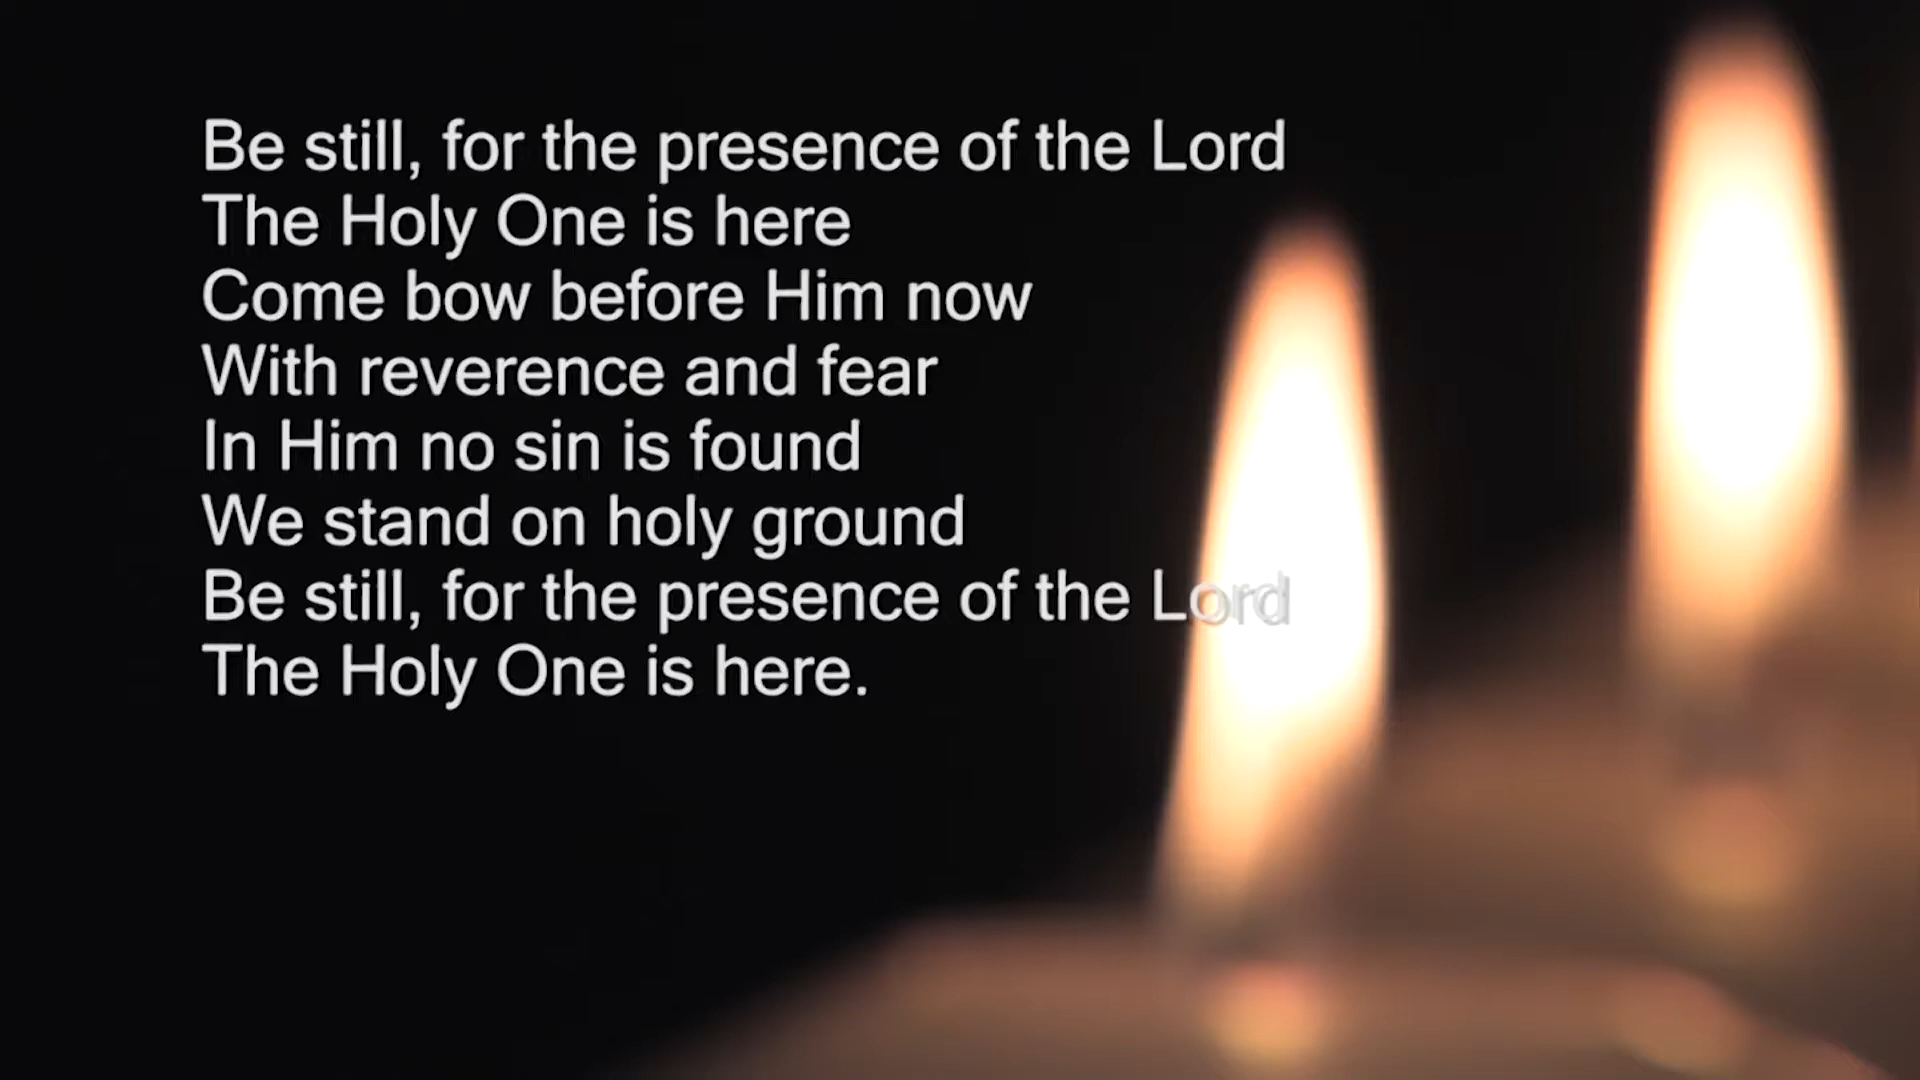 Be still, for the presence of the Lord
The Holy One is here
Come bow before Him now
With reverence and fear
In Him no sin is found
We stand on holy ground
Be still, for the presence of the Lord
The Holy One is here.